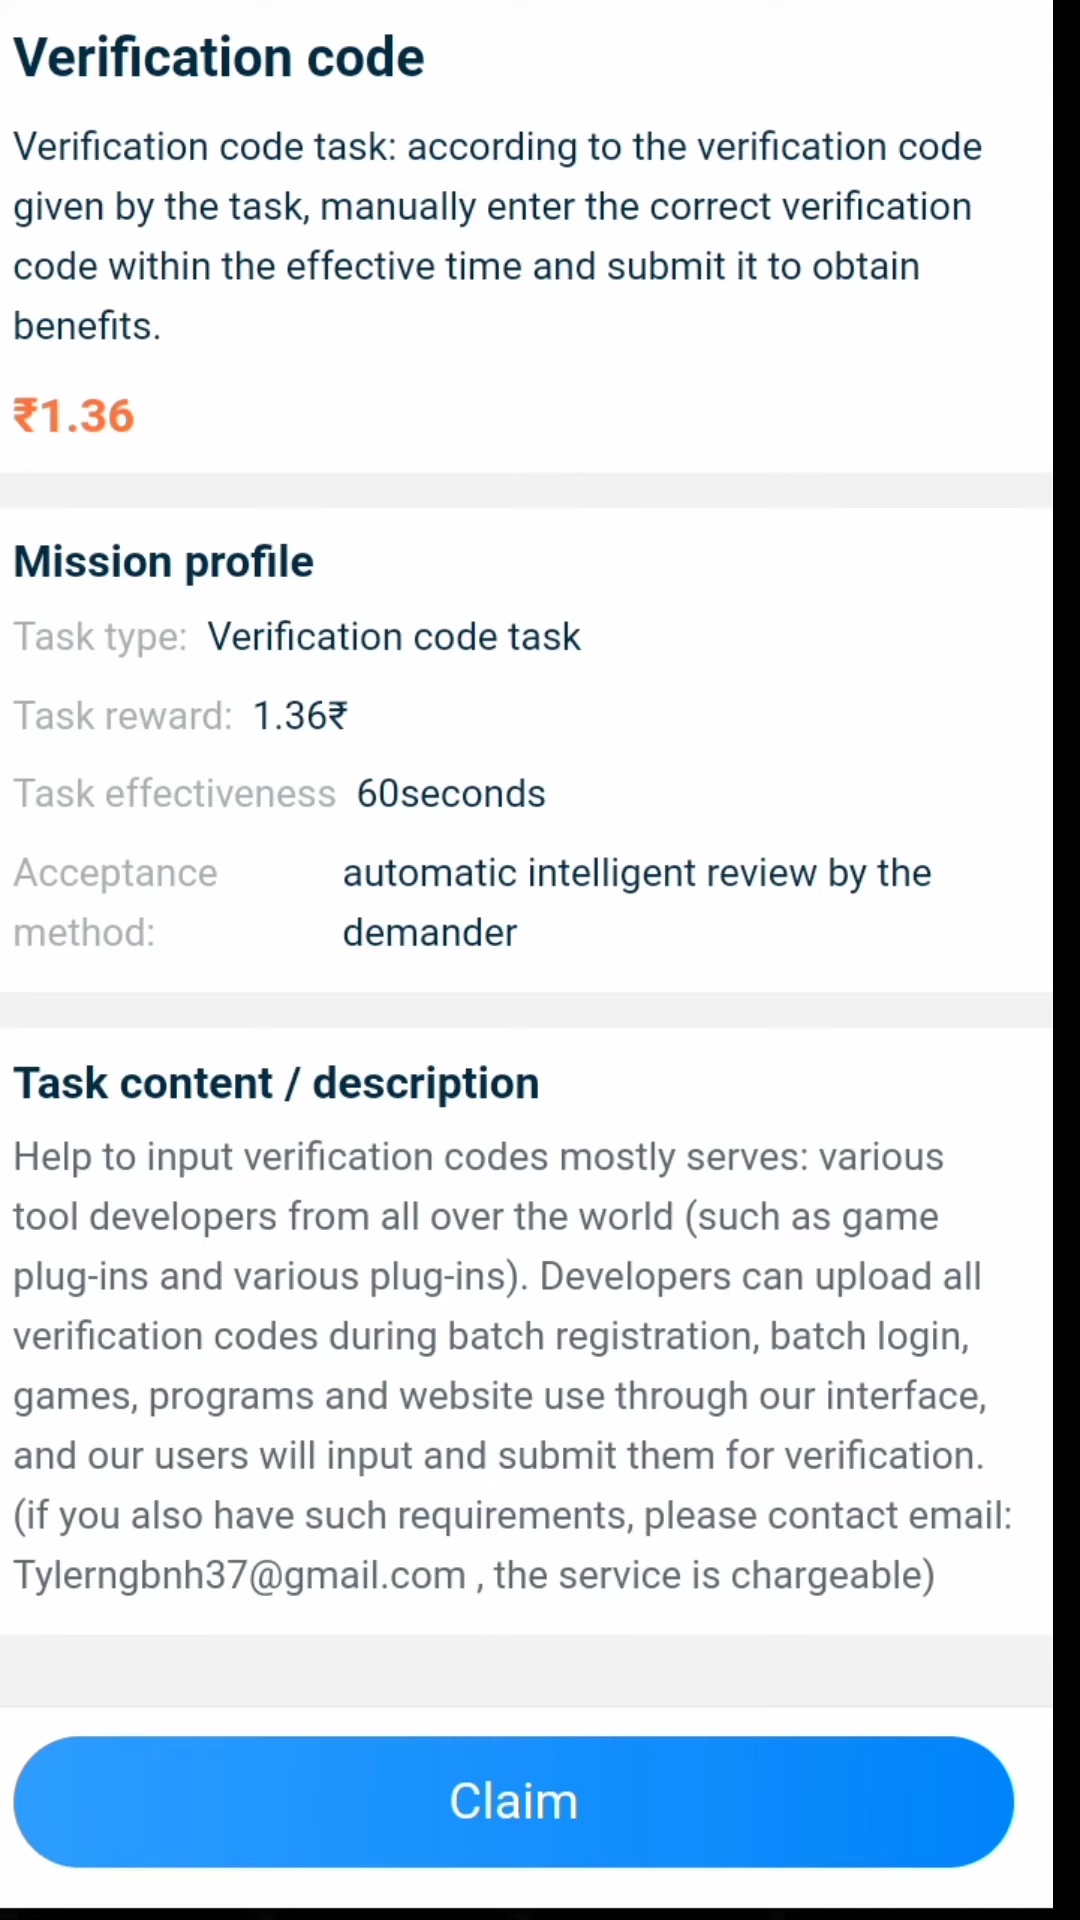 Verification code
Verification code task: according to the verification code
given by the task, manually enter the correct verification
code within the effective time and submit it to obtain
benefits.
₹1.36
Mission profile
Task type: Verification code task
Task reward: 1.36₹
Task effectiveness 60seconds
Acceptance automatic intelligent review by the
method: demander
Task content / description
Help to input verification codes mostly serves: various
tool developers from all over the world (such as game
plug-ins and various plug-ins). Developers can upload all
verification codes during batch registration, batch login,
games, programs and website use through our interface,
and our users will input and submit them for verification.
(if you also have such requirements, please contact email:
Tylerngbnh37@gmail.com , the service is chargeable)
Claim